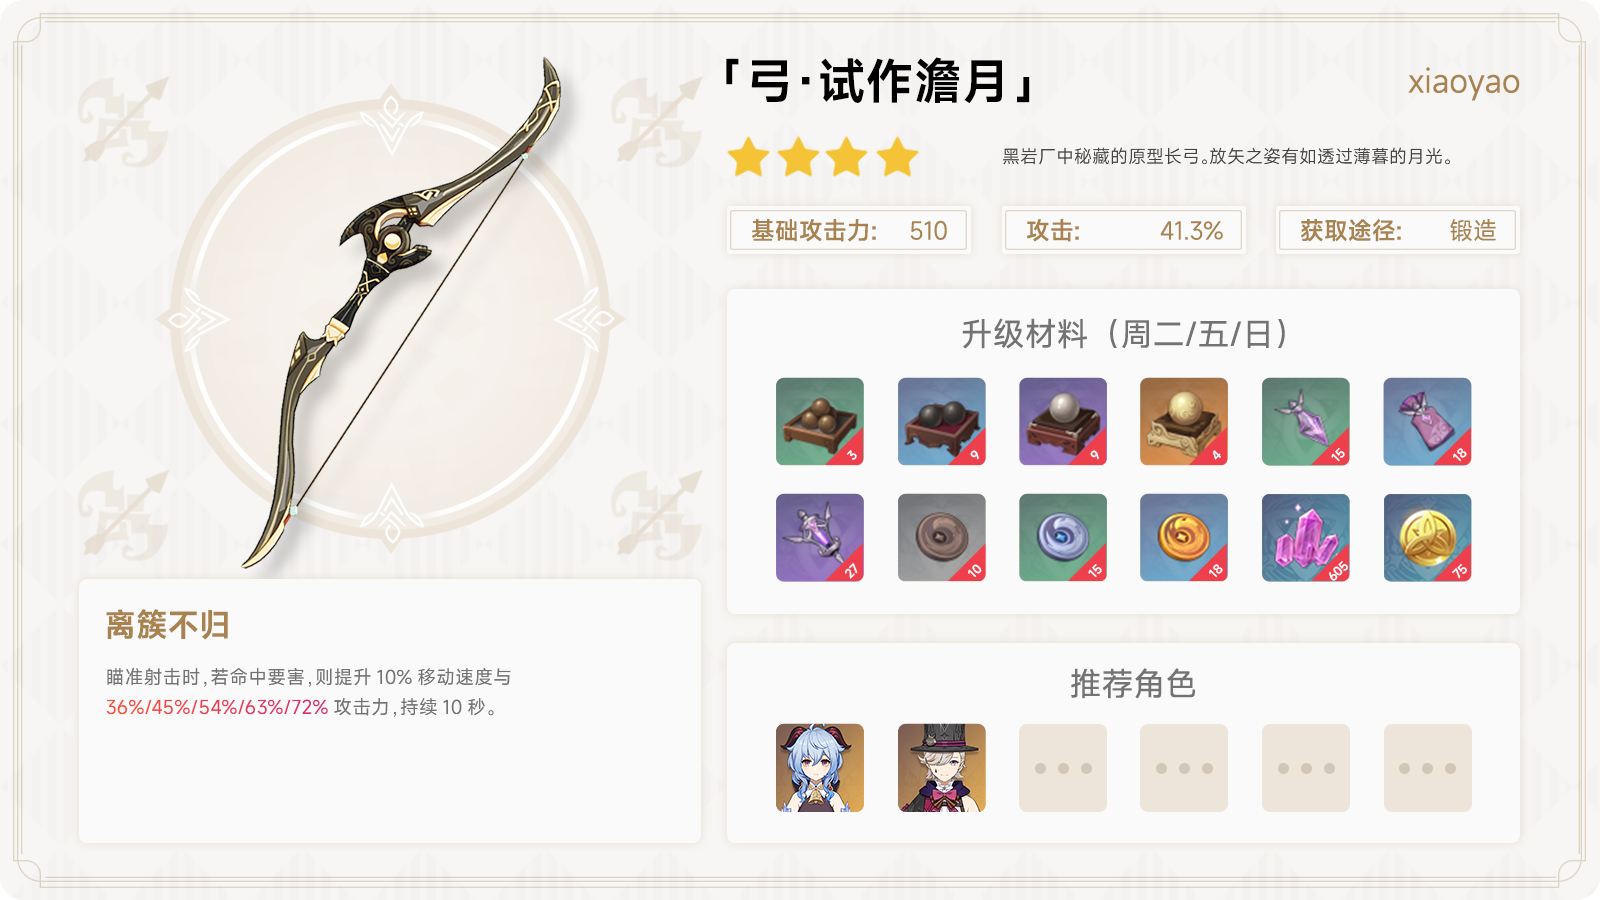 「弓·试作澹月」
xiaoyao
黑岩厂中秘藏的原型长弓。放矢之姿有如透过薄暮的月光。
基础攻击力: 510
攻击: 41.3%
获取途径: 锻造
升级材料（周二/五/日）
3 9 9 4 15 18
27 10 15 18 605 75
离簇不归
瞄准射击时,若命中要害,则提升 10% 移动速度与
36%/45%/54%/63%/72% 攻击力,持续 10 秒。
推荐角色